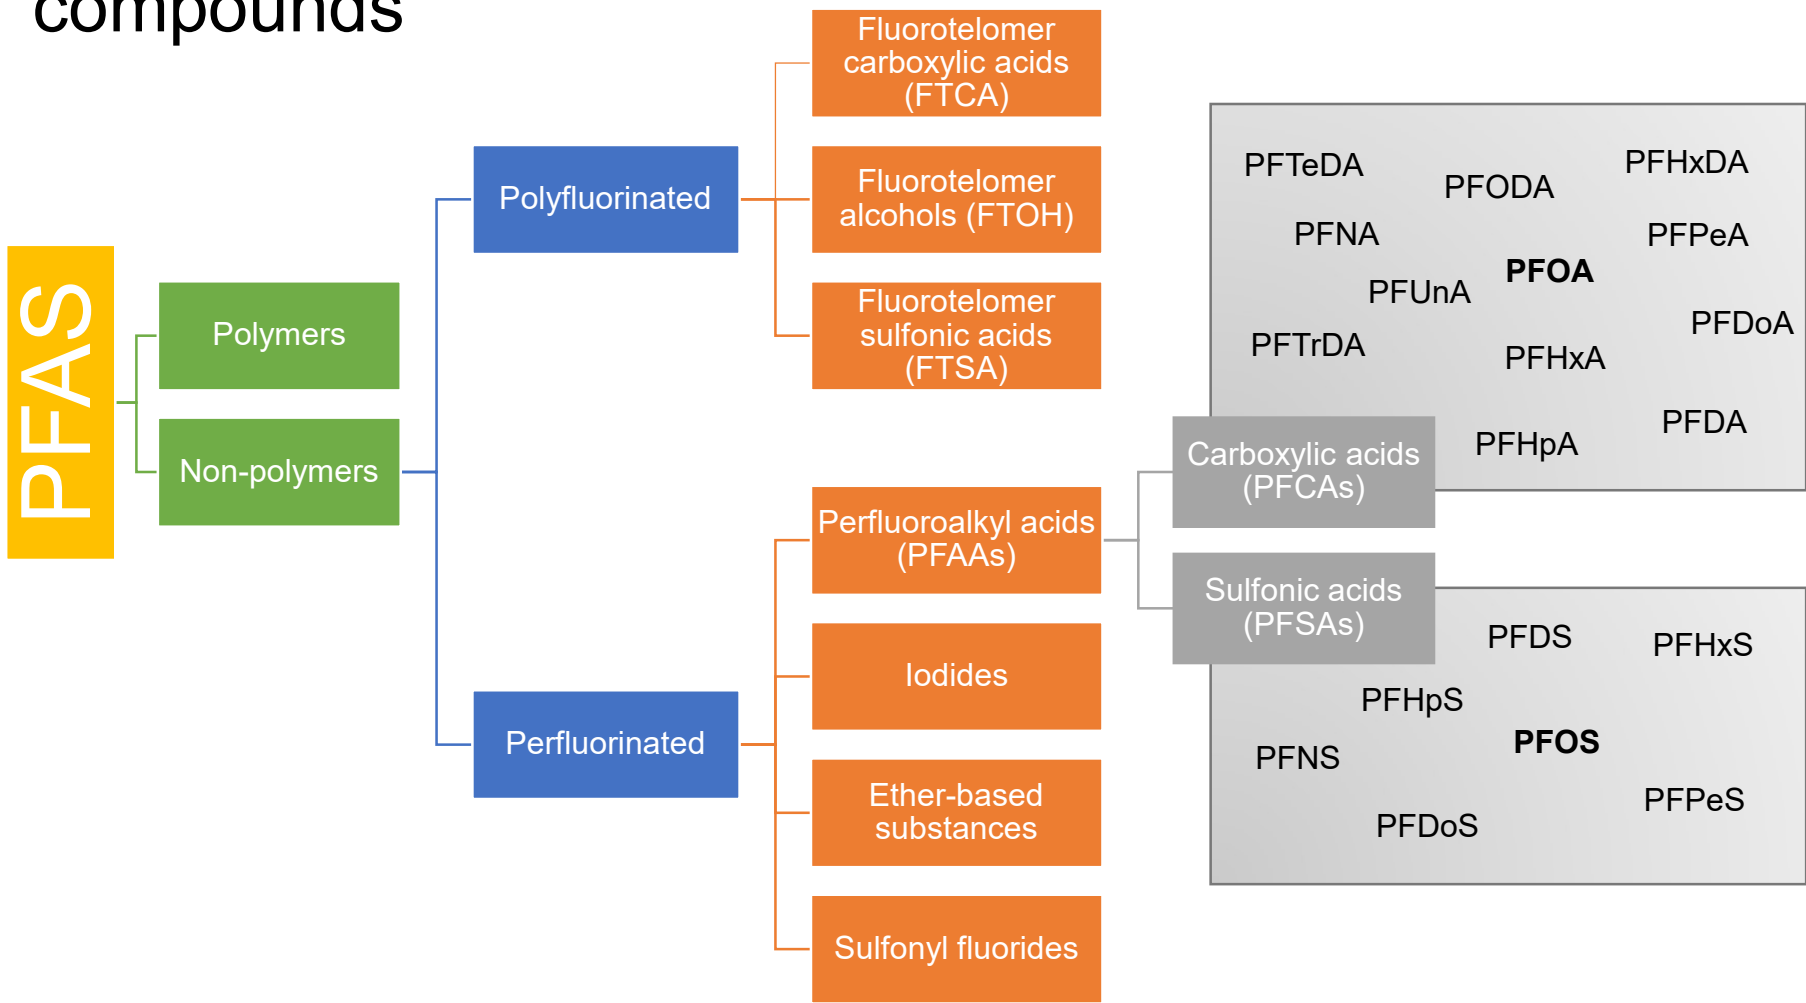 compounds
PFAS
Polymers
Non-polymers
Polyfluorinated
Perfluorinated
Fluorotelomer
carboxylic acids
(FTCA)
Fluorotelomer
alcohols (FTOH)
Fluorotelomer
sulfonic acids
(FTSA)
Perfluoroalkyl acids
(PFAAs)
Iodides
Ether-based
substances
Sulfonyl fluorides
Carboxylic acids
(PFCAs)
Sulfonic acids
(PFSAs)
PFTeDA
PFODA
PFHxDA
PFNA
PFPeA
PFOA
PFUnA
PFDoA
PFTrDA
PFHxA
PFDA
PFHpA
PFDS
PFHxS
PFHpS
PFOS
PFNS
PFPeS
PFDoS